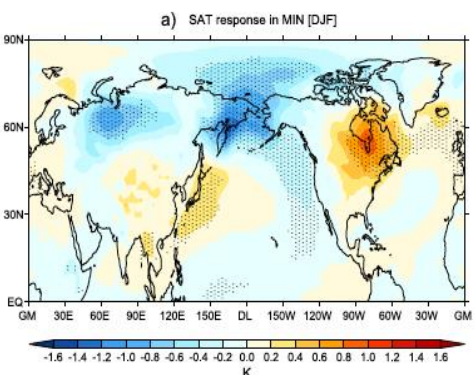 a) SAT response in MIN [DJF]
90N
60N
30N
EQ
GM 30E 60E 90E 120E 150E DL 150W 120W 90W 60W 30W GM
-1.6 -1.4 -1.2 -1.0 -0.8 -0.6 -0.4 -0.2 0.0 0.2 0.4 0.6 0.8 1.0 1.2 1.4 1.6
K